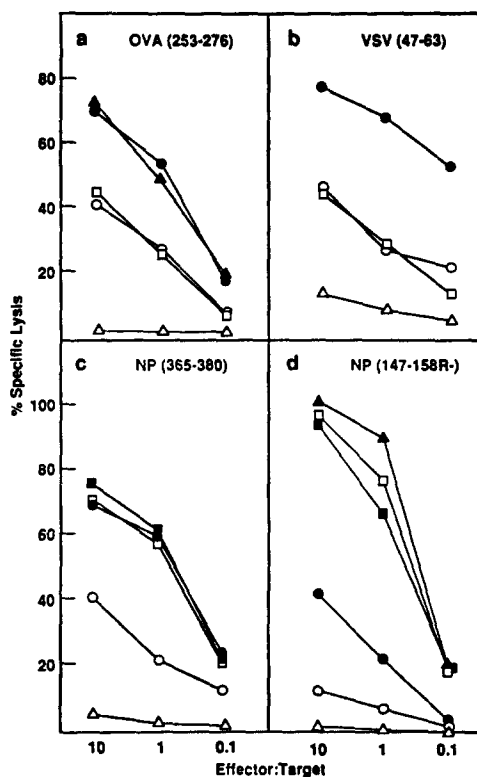 a OVA (253-276)
b VSV (47-63)
80
60
40
20
% Specific Lysis
c NP (365-380)
d NP (147-158R-)
100
80
60
40
20
10 1 0.1
10 1 0.1
Effector:Target